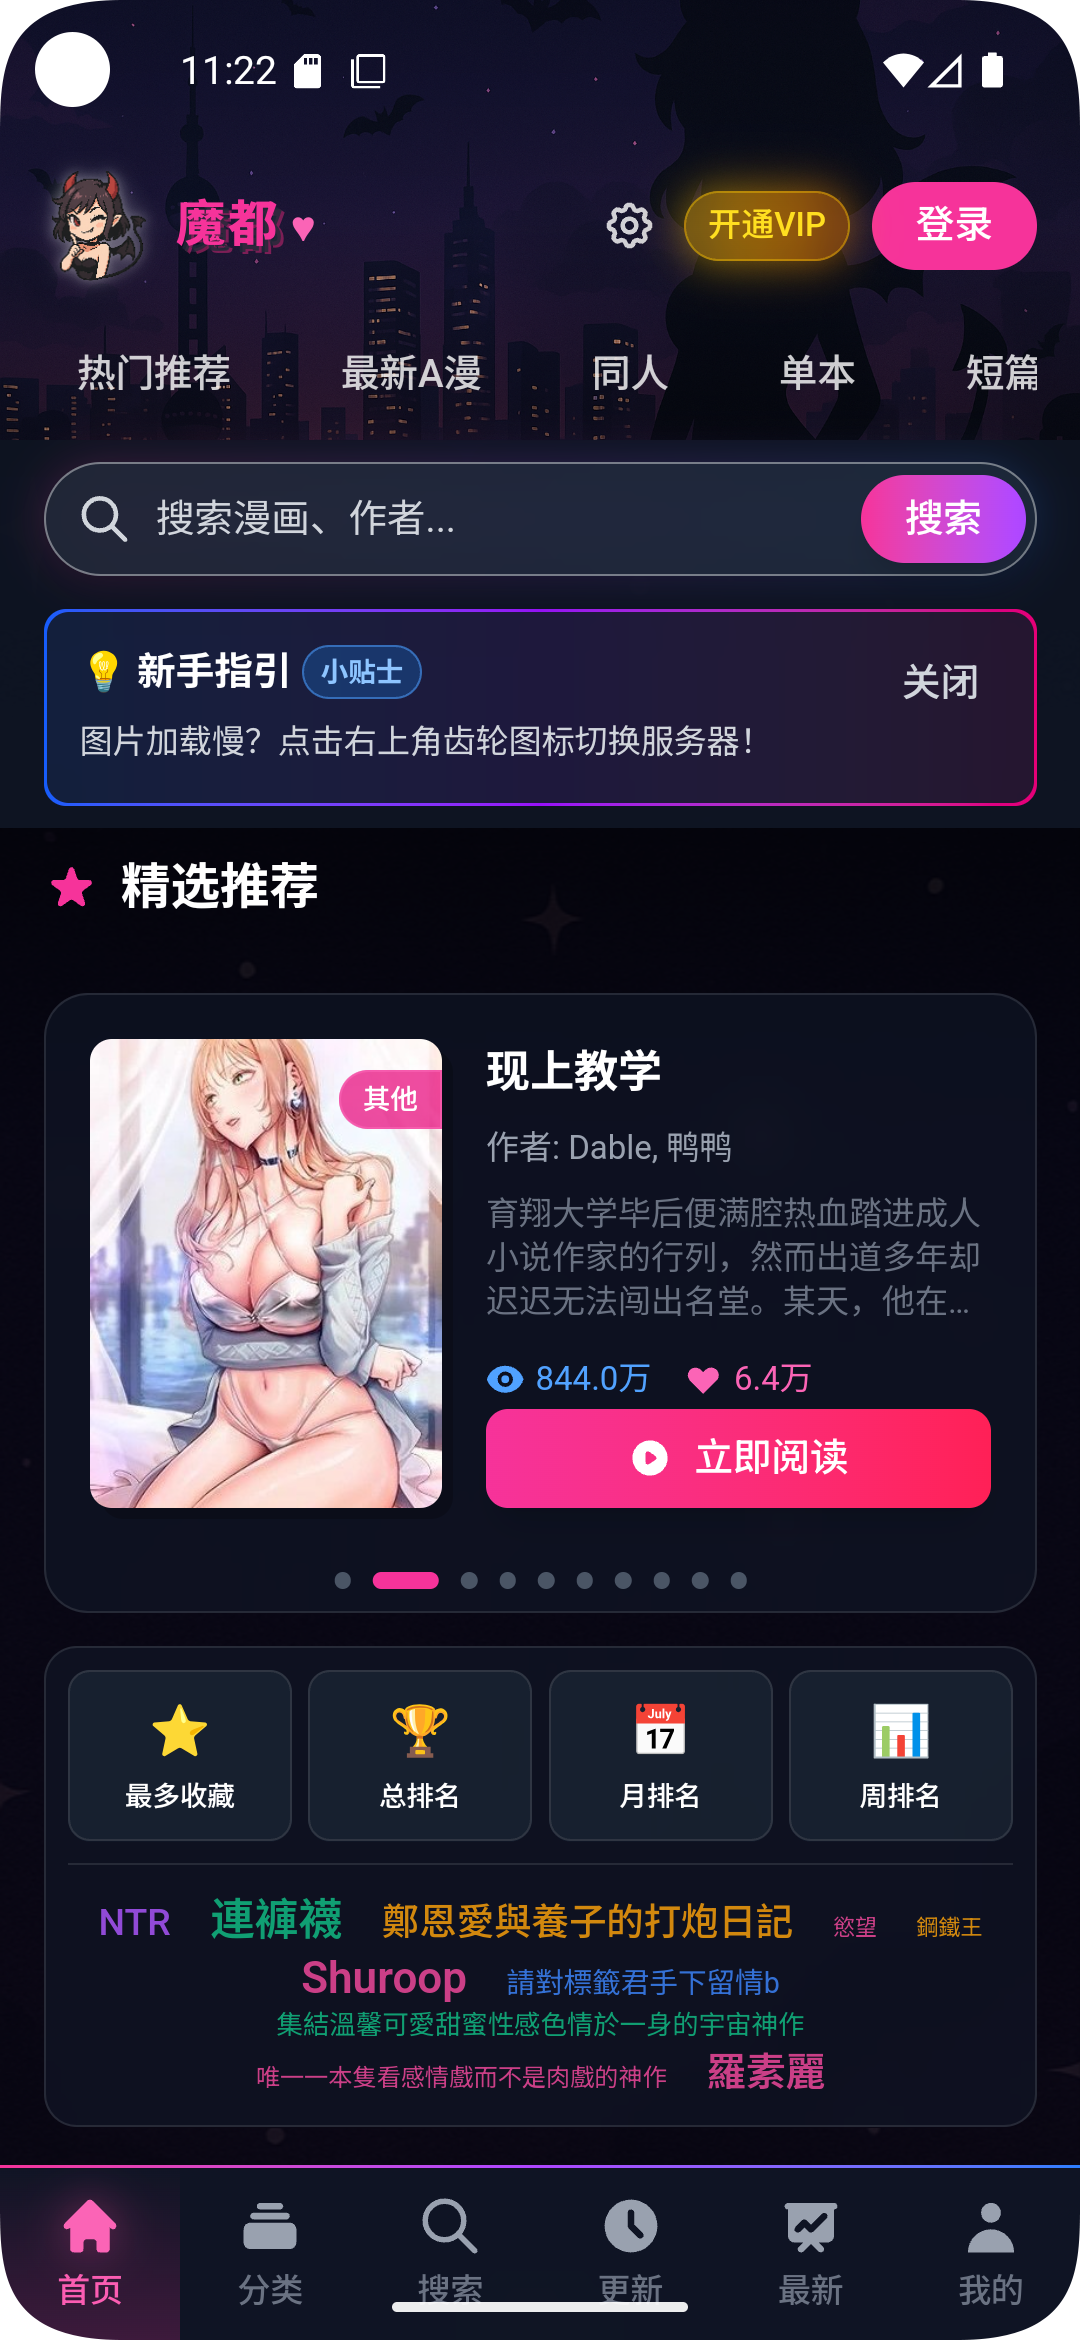 11:22
魔都♥
开通VIP
登录
热门推荐
最新A漫
同人
单本
短篇
搜索漫画、作者...
搜索
💡 新手指引
小贴士
关闭
图片加载慢？点击右上角齿轮图标切换服务器！
精选推荐
其他
现上教学
作者: Dable, 鸭鸭
育翔大学毕后便满腔热血踏进成人
小说作家的行列，然而出道多年却
迟迟无法闯出名堂。某天，他在...
844.0万
6.4万
立即阅读
July
17
最多收藏
总排名
月排名
周排名
NTR 連褲襪 鄭恩愛與養子的打炮日記 慾望 鋼鐵王
Shuroop 請對標籤君手下留情b
集結溫馨可愛甜蜜性感色情於一身的宇宙神作
唯一一本隻看感情戲而不是肉戲的神作 羅素麗
首页
分类
搜索
更新
最新
我的